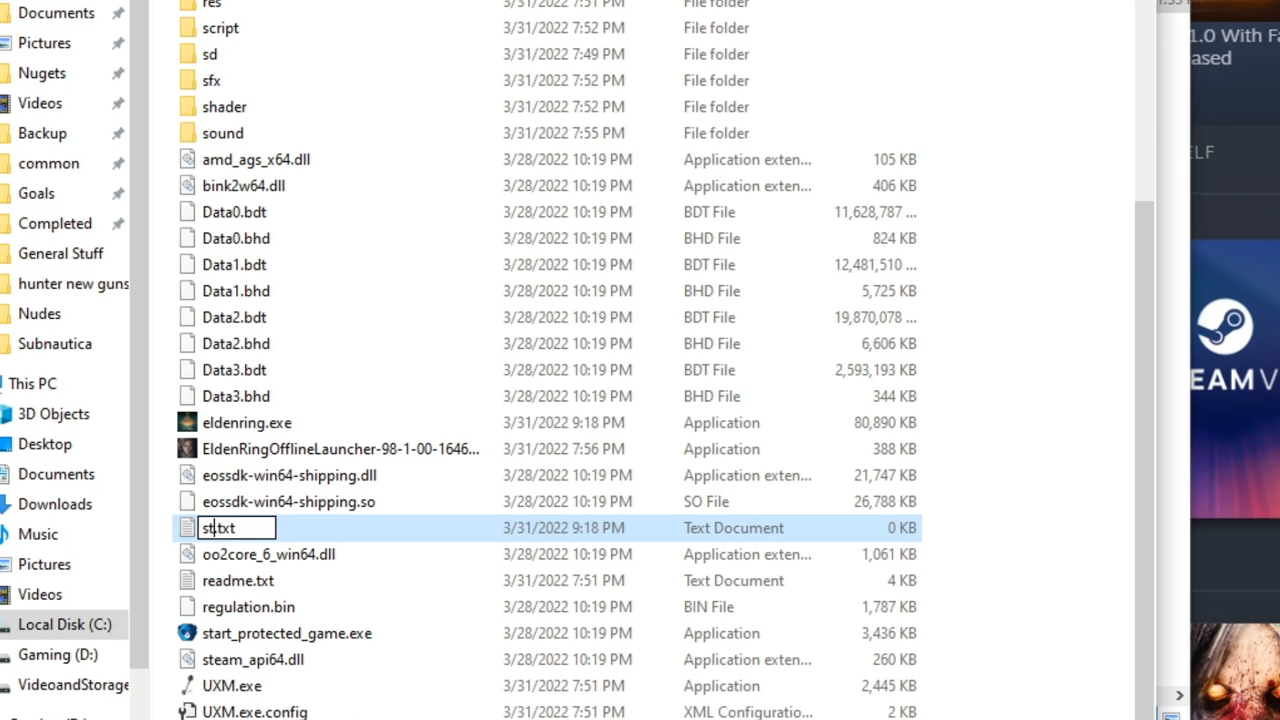 Documents
Pictures
Nugets
Videos
Backup
common
Goals
Completed
General Stuff
hunter new guns
Nudes
Subnautica
This PC
3D Objects
Desktop
Documents
Downloads
Music
Pictures
Videos
Local Disk (C:)
Gaming (D:)
VideoandStorage
res 3/31/2022 7:51 PM File folder
script 3/31/2022 7:52 PM File folder
sd 3/31/2022 7:49 PM File folder
sfx 3/31/2022 7:52 PM File folder
shader 3/31/2022 7:52 PM File folder
sound 3/31/2022 7:55 PM File folder
amd_ags_x64.dll 3/28/2022 10:19 PM Application exten... 105 KB
bink2w64.dll 3/28/2022 10:19 PM Application exten... 406 KB
Data0.bdt 3/28/2022 10:19 PM BDT File 11,628,787 ...
Data0.bhd 3/28/2022 10:19 PM BHD File 824 KB
Data1.bdt 3/28/2022 10:19 PM BDT File 12,481,510 ...
Data1.bhd 3/28/2022 10:19 PM BHD File 5,725 KB
Data2.bdt 3/28/2022 10:19 PM BDT File 19,870,078 ...
Data2.bhd 3/28/2022 10:19 PM BHD File 6,606 KB
Data3.bdt 3/28/2022 10:19 PM BDT File 2,593,193 KB
Data3.bhd 3/28/2022 10:19 PM BHD File 344 KB
eldenring.exe 3/31/2022 9:18 PM Application 80,890 KB
EldenRingOfflineLauncher-98-1-00-1646... 3/31/2022 7:56 PM Application 388 KB
eossdk-win64-shipping.dll 3/28/2022 10:19 PM Application exten... 21,747 KB
eossdk-win64-shipping.so 3/28/2022 10:19 PM SO File 26,788 KB
st.txt 3/31/2022 9:18 PM Text Document 0 KB
oo2core_6_win64.dll 3/28/2022 10:19 PM Application exten... 1,061 KB
readme.txt 3/31/2022 7:51 PM Text Document 4 KB
regulation.bin 3/28/2022 10:19 PM BIN File 1,787 KB
start_protected_game.exe 3/28/2022 10:19 PM Application 3,436 KB
steam_api64.dll 3/28/2022 10:19 PM Application exten... 260 KB
UXM.exe 3/31/2022 7:51 PM Application 2,445 KB
UXM.exe.config 3/31/2022 7:51 PM XML Configuratio... 2 KB
1.0 With Fa
ased
ELF
EAM V